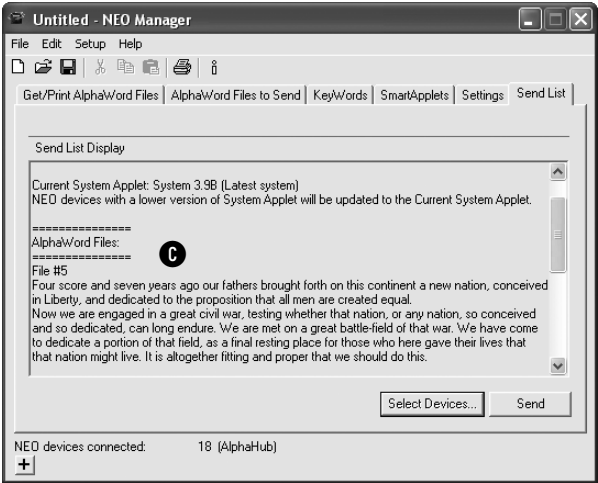 Untitled - NEO Manager
File Edit Setup Help
Get/Print AlphaWord Files AlphaWord Files to Send KeyWords SmartApplets Settings Send List
Send List Display
Current System Applet: System 3.9B (Latest system)
NEO devices with a lower version of System Applet will be updated to the Current System Applet.
===============
AlphaWord Files:
===============
C
File #5
Four score and seven years ago our fathers brought forth on this continent a new nation, conceived
in Liberty, and dedicated to the proposition that all men are created equal.
Now we are engaged in a great civil war, testing whether that nation, or any nation, so conceived
and so dedicated, can long endure. We are met on a great battle-field of that war. We have come
to dedicate a portion of that field, as a final resting place for those who here gave their lives that
that nation might live. It is altogether fitting and proper that we should do this.
Select Devices... Send
NEO devices connected: 18 (AlphaHub)
+